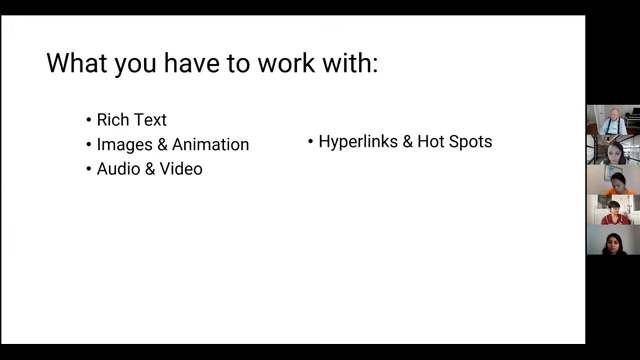 What you have to work with:
• Rich Text
• Images & Animation
• Audio & Video
• Hyperlinks & Hot Spots